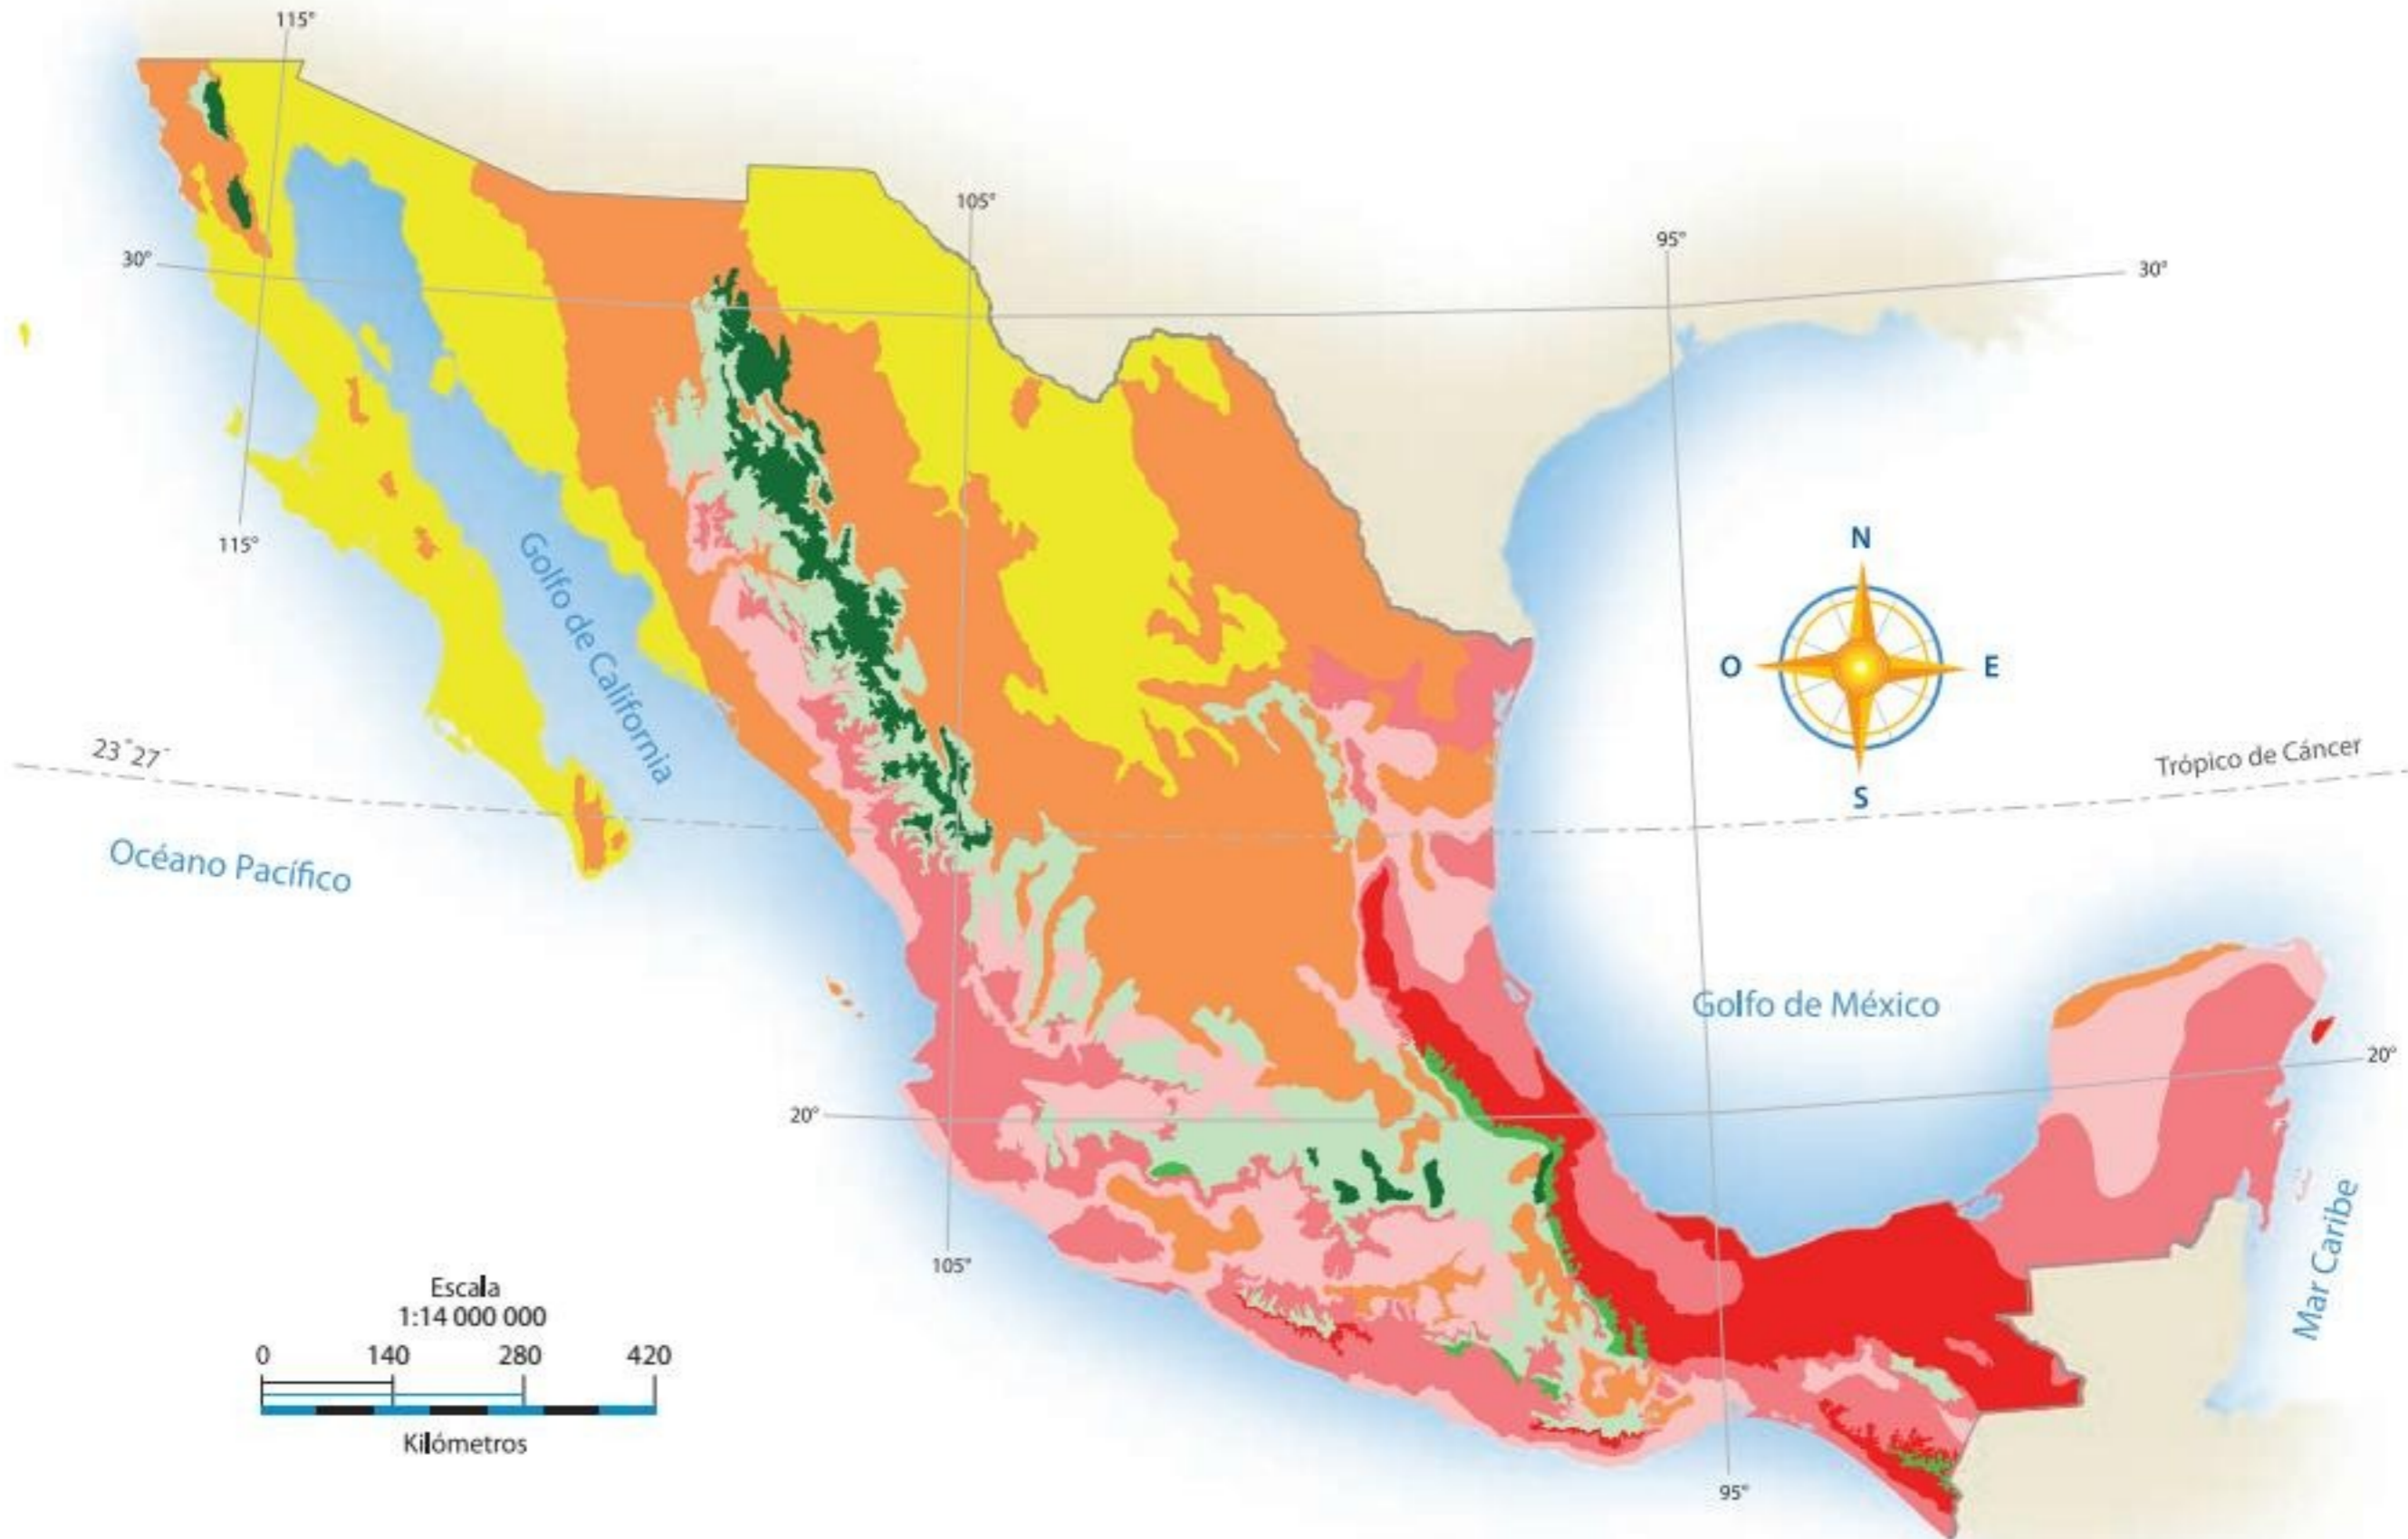 115°
105°
95°
30°
30°
115°
Golfo de California
N
O
E
S
23°27´
Trópico de Cáncer
Océano Pacífico
Golfo de México
20°
20°
Mar Caribe
105°
95°
Escala
1:14 000 000
0 140 280 420
Kilómetros